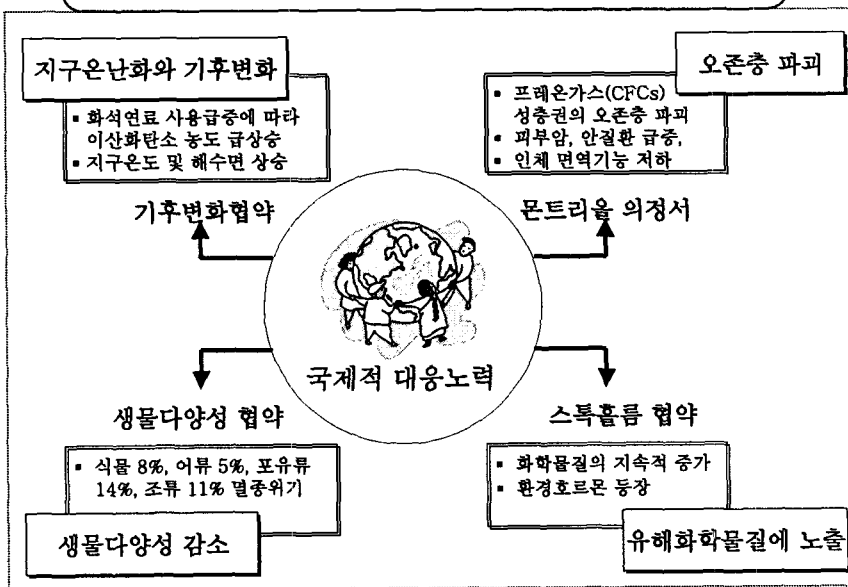 지구온난화와 기후변화
▪ 화석연료 사용급증에 따라
이산화탄소 농도 급상승
▪ 지구온도 및 해수면 상승
기후변화협약
오존층 파괴
▪ 프레온가스(CFCs)
성층권의 오존층 파괴
▪ 피부암, 안질환 급증,
▪ 인체 면역기능 저하
몬트리올 의정서
국제적 대응노력
생물다양성 협약
▪ 식물 8%, 어류 5%, 포유류
14%, 조류 11% 멸종위기
생물다양성 감소
스톡홀름 협약
▪ 화학물질의 지속적 증가
▪ 환경호르몬 등장
유해화학물질에 노출